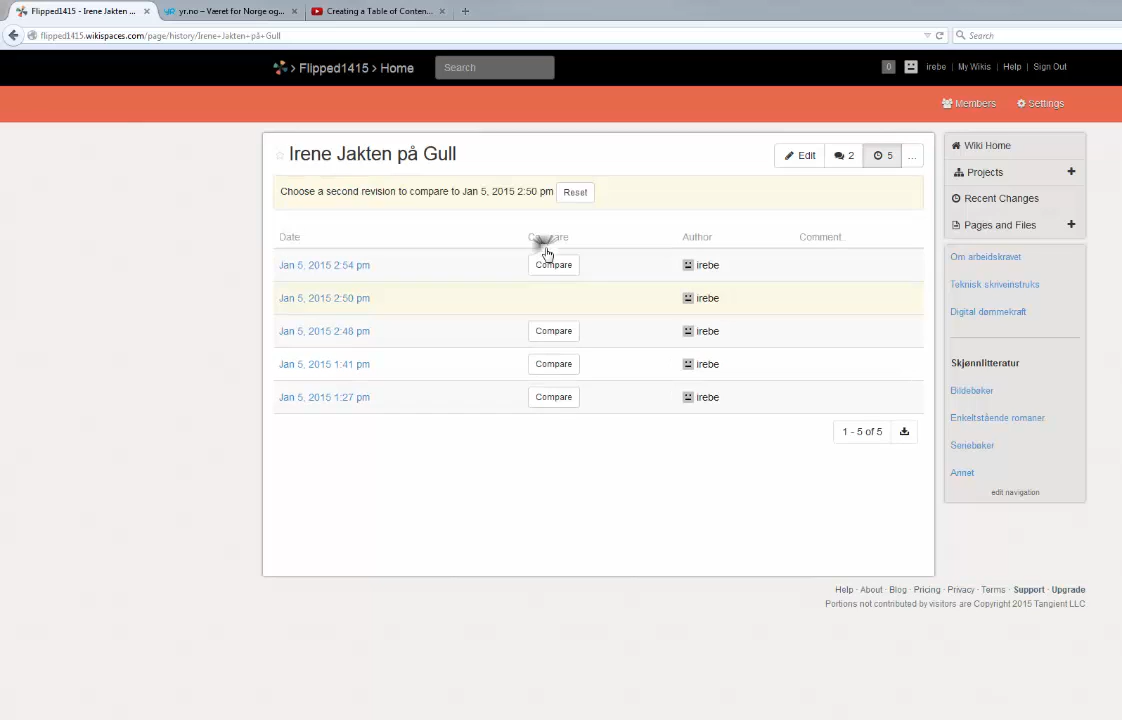 Flipped1415 - Irene Jakten ...
yr.no – Været for Norge og...
Creating a Table of Conten...
flipped1415.wikispaces.com/page/history/Irene+Jakten+på+Gull
Search
Flipped1415 > Home
Search
0
irebe | My Wikis | Help | Sign Out
Members
Settings
Irene Jakten på Gull
Edit
2
5
...
Choose a second revision to compare to Jan 5, 2015 2:50 pm Reset
Date Compare Author Comment
Jan 5, 2015 2:54 pm Compare irebe
Jan 5, 2015 2:50 pm irebe
Jan 5, 2015 2:48 pm Compare irebe
Jan 5, 2015 1:41 pm Compare irebe
Jan 5, 2015 1:27 pm Compare irebe
1 - 5 of 5
Wiki Home
Projects
Recent Changes
Pages and Files
Om arbeidskravet
Teknisk skriveinstruks
Digital dømmekraft
Skjønnlitteratur
Bildebøker
Enkeltstående romaner
Seriebøker
Annet
edit navigation
Help · About · Blog · Pricing · Privacy · Terms · Support · Upgrade
Portions not contributed by visitors are Copyright 2015 Tangient LLC